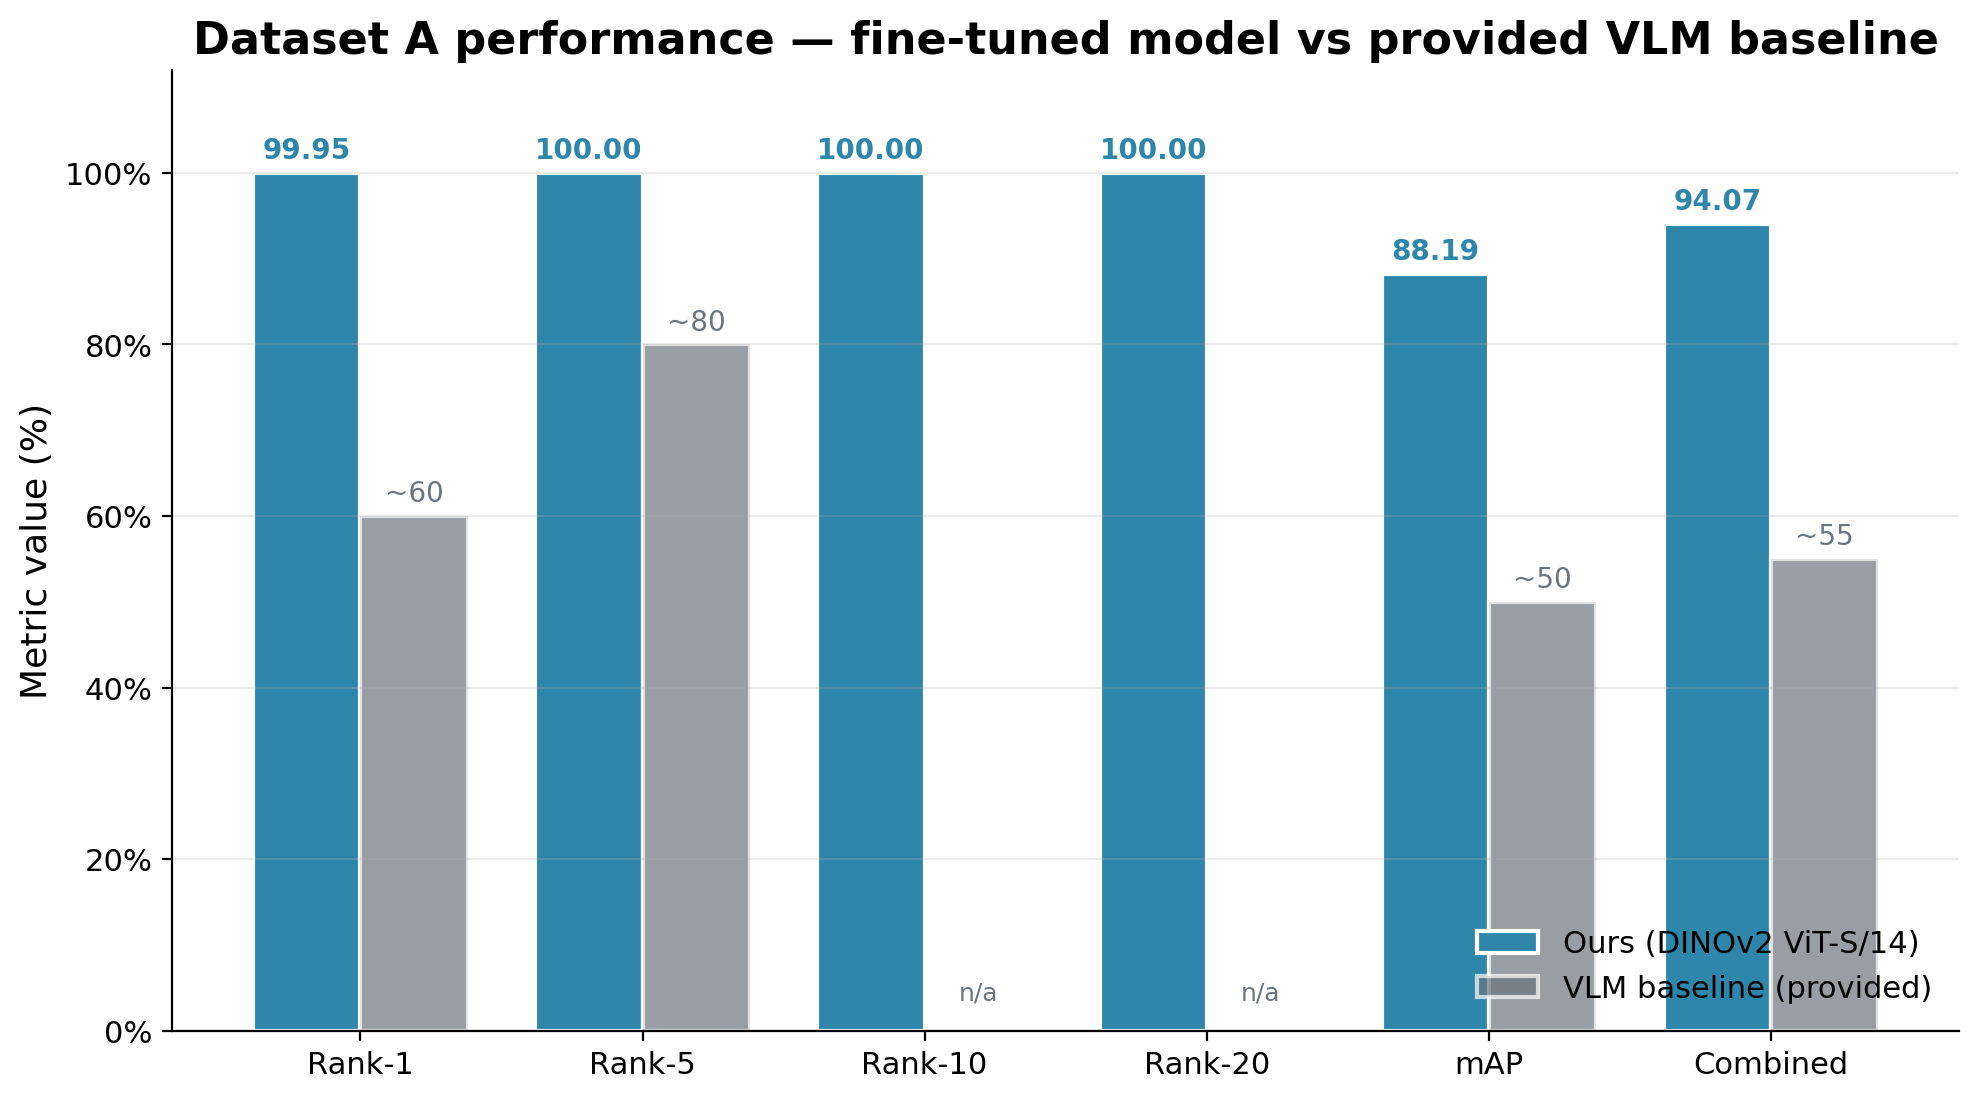 Dataset A performance — fine-tuned model vs provided VLM baseline
Metric value (%)
100%
80%
60%
40%
20%
0%
99.95
~60
100.00
~80
100.00
n/a
100.00
n/a
88.19
~50
94.07
~55
Ours (DINOv2 ViT-S/14)
VLM baseline (provided)
Rank-1
Rank-5
Rank-10
Rank-20
mAP
Combined